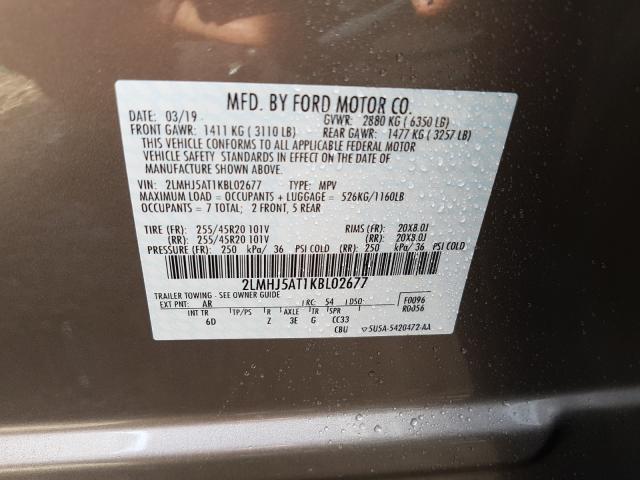 MFD. BY FORD MOTOR CO.
DATE: 03/19 GVWR: 2880 KG ( 6350 LB)
FRONT GAWR: 1411 KG ( 3110 LB) REAR GAWR: 1477 KG ( 3257 LB)
THIS VEHICLE CONFORMS TO ALL APPLICABLE FEDERAL MOTOR
VEHICLE SAFETY STANDARDS IN EFFECT ON THE DATE OF
MANUFACTURE SHOWN ABOVE.
VIN: 2LMHJ5AT1KBL02677 TYPE: MPV
MAXIMUM LOAD = OCCUPANTS + LUGGAGE = 526KG/1160LB
OCCUPANTS = 7 TOTAL; 2 FRONT, 5 REAR
TIRE (FR): 255/45R20 101V RIMS (FR): 20X8.0J
(RR): 255/45R20 101V (RR): 20X8.0J
PRESSURE (FR): 250 kPa/ 36 PSI COLD (RR): 250 kPa/ 36 PSI COLD
2LMHJ5AT1KBL02677
TRAILER TOWING - SEE OWNER GUIDE F0096
EXT PNT: AR RC: 54 DSO: R0056
INT TR TP/PS R AXLE TR SPR
6D Z 3E G CC33
CBU 5U5A-5420472-AA